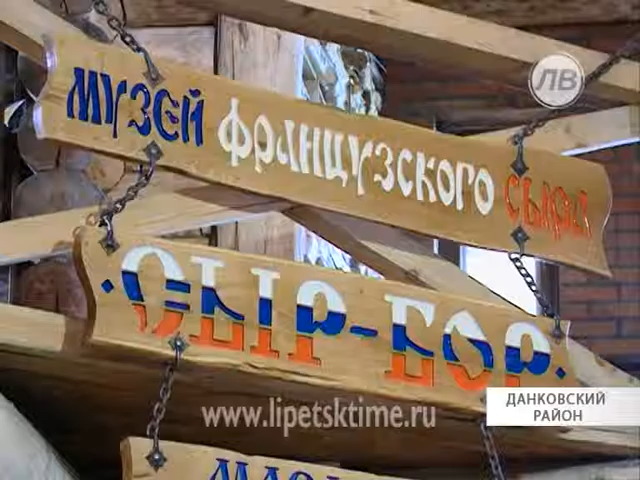 ЛВ
МУЗЕЙ ФРАНЦУЗСКОГО СЫРА
СЫР-БОР
www.lipetsktime.ru
ДАНКОВСКИЙ
РАЙОН